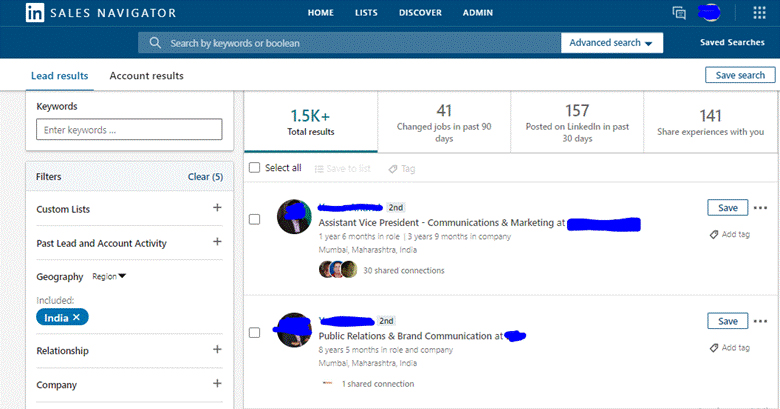 in SALES NAVIGATOR
HOME LISTS DISCOVER ADMIN
Search by keywords or boolean
Advanced search
Saved Searches
Lead results
Account results
Save search
Keywords
Enter keywords ...
Filters
Clear (5)
Custom Lists +
Past Lead and Account Activity +
Geography Region
Included:
India ×
Relationship +
Company +
1.5K+
Total results
41
Changed jobs in past 90
days
157
Posted on LinkedIn in past
30 days
141
Share experiences with you
Select all
Save to list
Tag
2nd
Assistant Vice President - Communications & Marketing at
1 year 6 months in role | 3 years 9 months in company
Mumbai, Maharashtra, India
30 shared connections
Save
Add tag
2nd
Public Relations & Brand Communication at
8 years 5 months in role and company
Mumbai, Maharashtra, India
1 shared connection
Save
Add tag